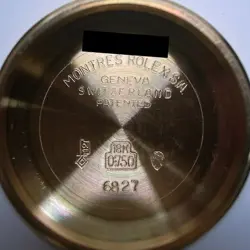 MONTRES ROLEX S.A
GENEVA
SWITZERLAND
PATENTED
18K
0,750
6827